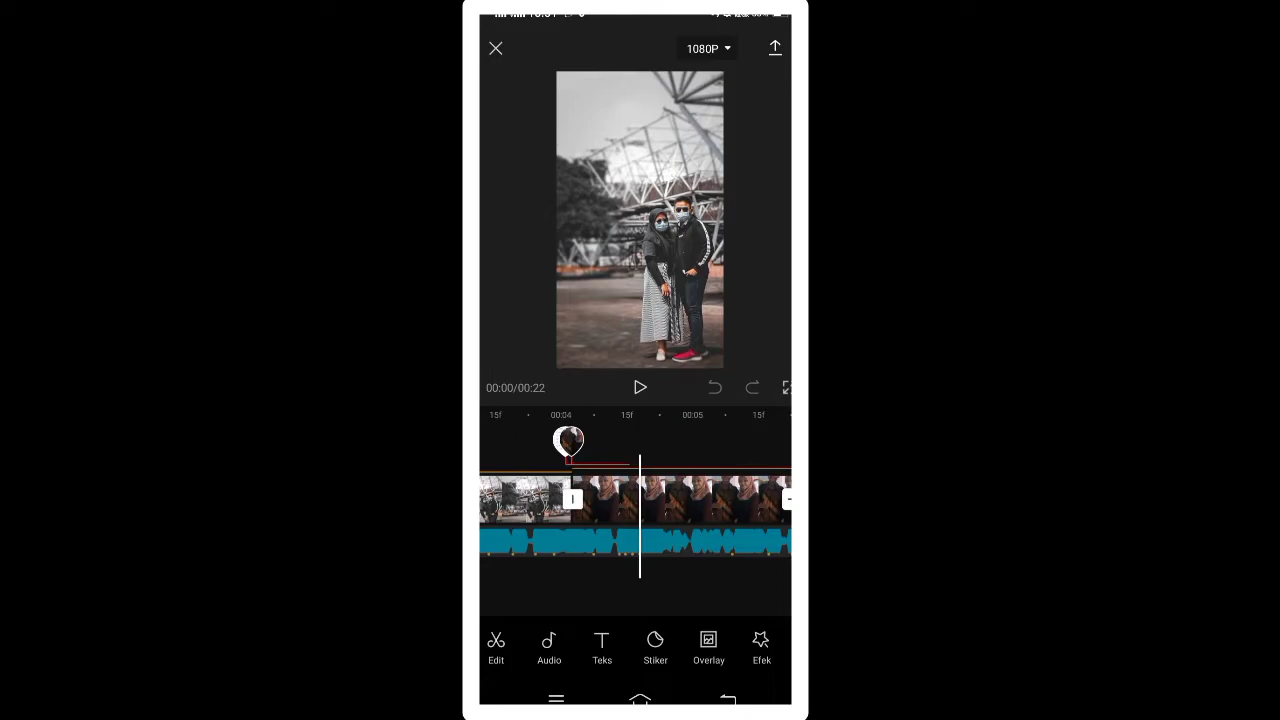 1080P
00:00/00:22
15f 00:04 15f 00:05 15f
Edit Audio Teks Stiker Overlay Efek